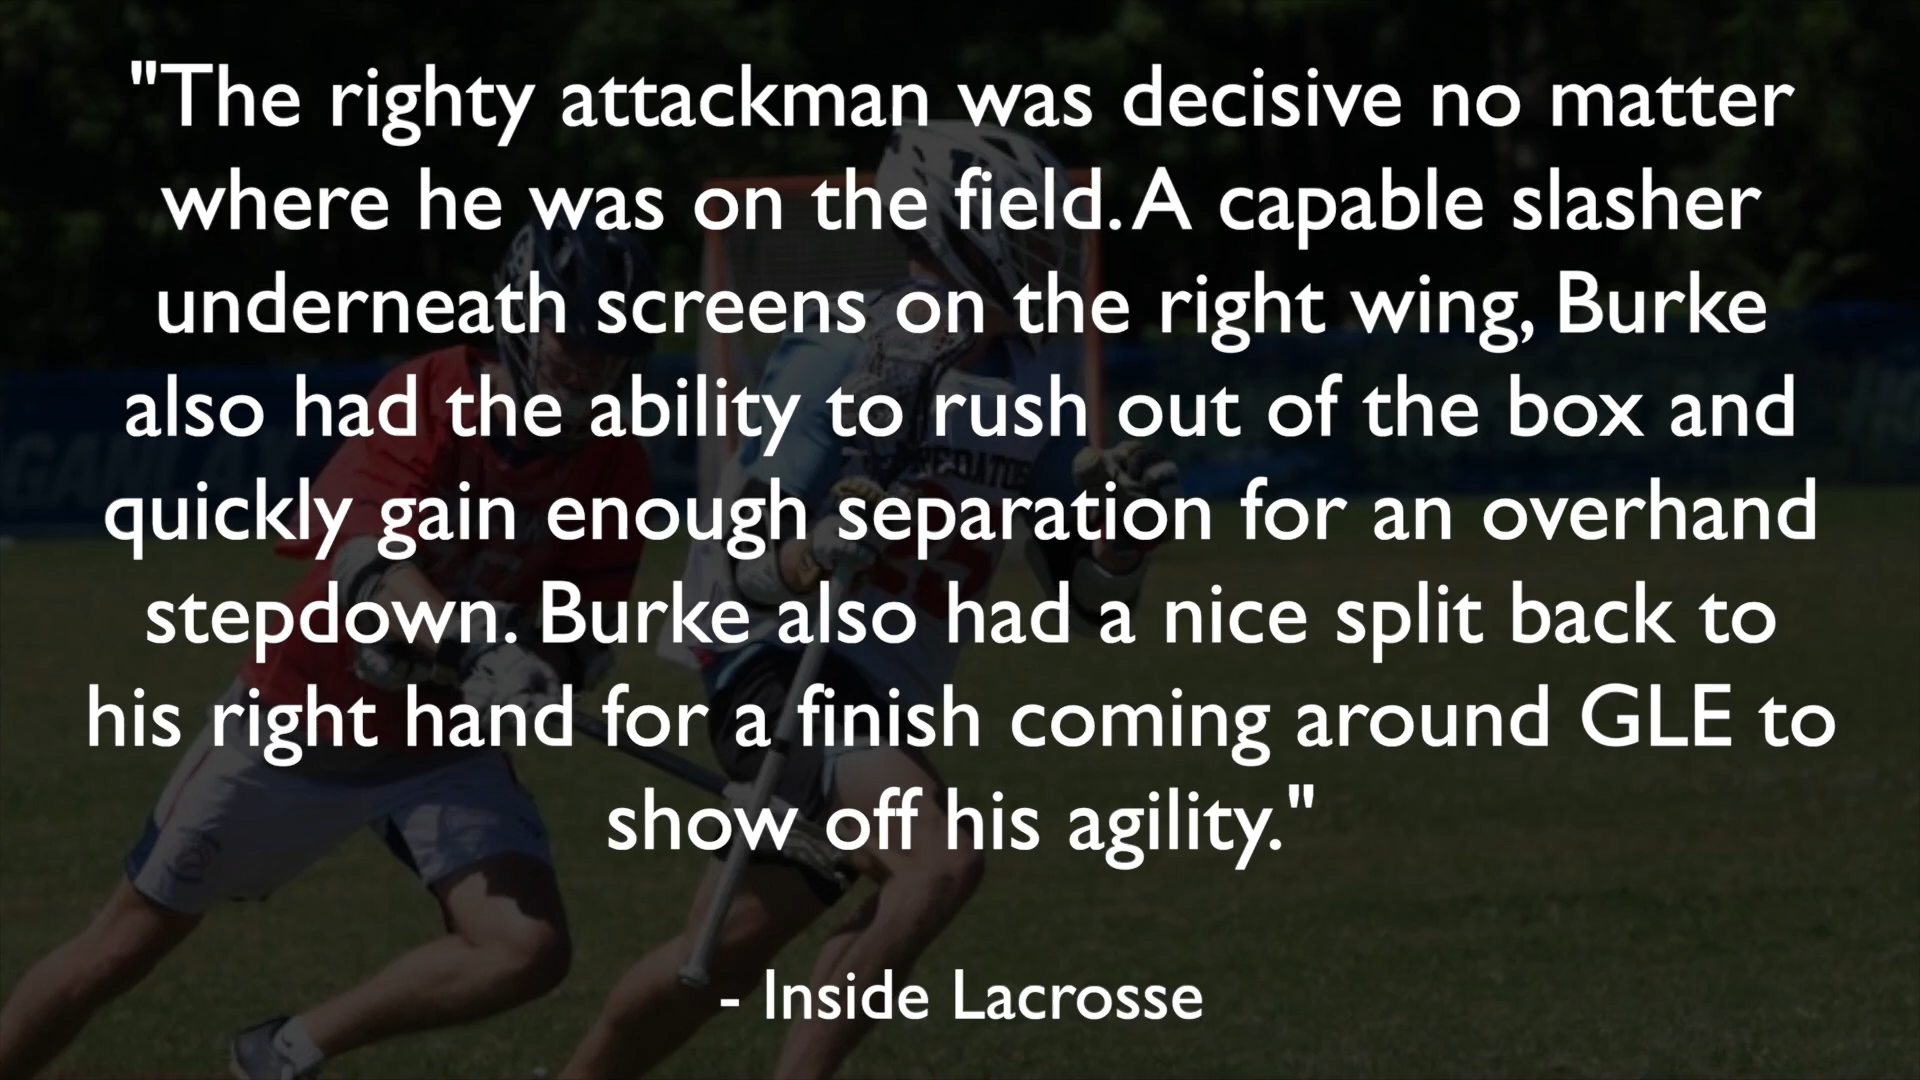 "The righty attackman was decisive no matter
where he was on the field. A capable slasher
underneath screens on the right wing, Burke
also had the ability to rush out of the box and
quickly gain enough separation for an overhand
stepdown. Burke also had a nice split back to
his right hand for a finish coming around GLE to
show off his agility."
- Inside Lacrosse